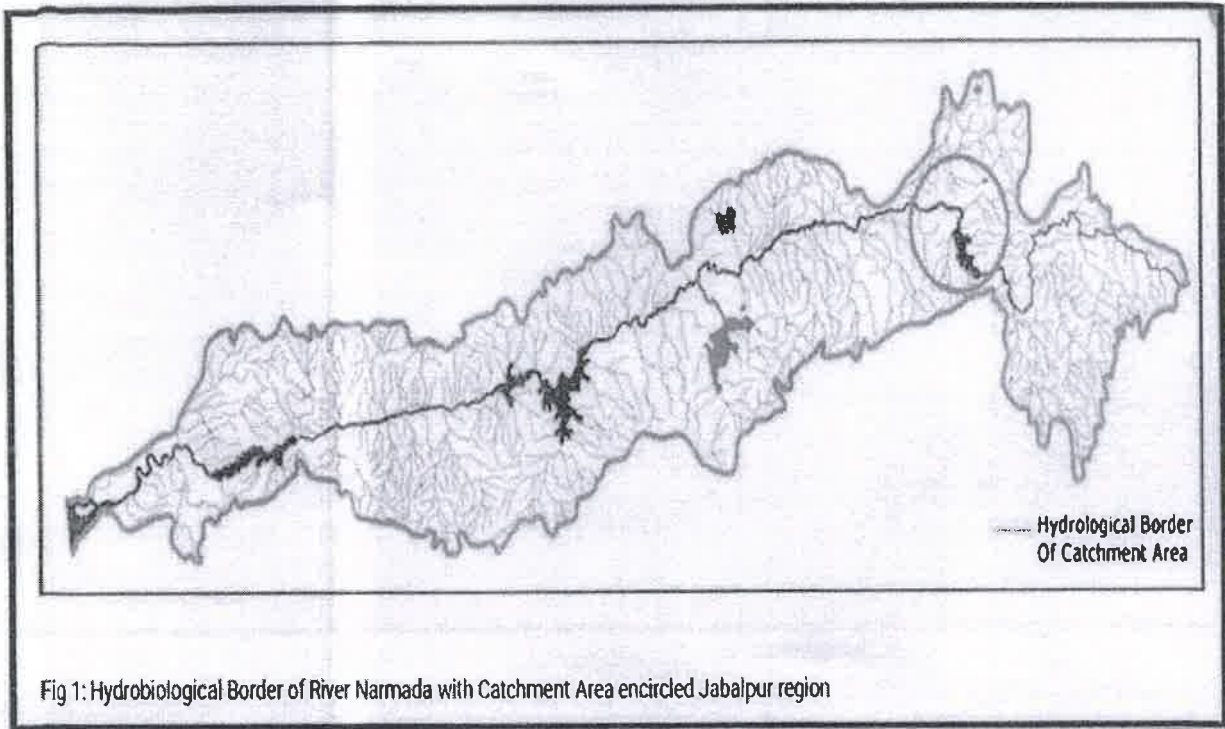 Hydrological Border
Of Catchment Area
Fig 1: Hydrobiological Border of River Narmada with Catchment Area encircled Jabalpur region